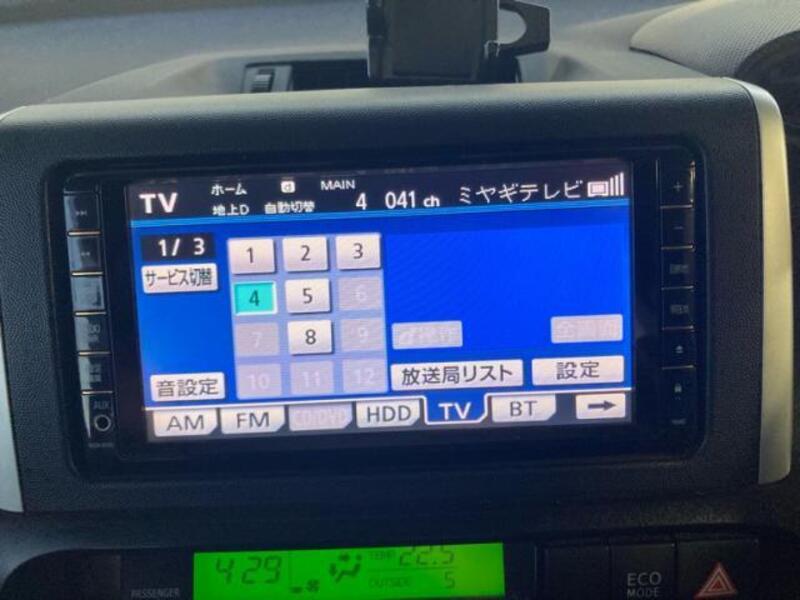 TV ホーム d MAIN
地上D 自動切替 4 041 ch ミヤギテレビ
1/ 3
サービス切替
1 2 3
4 5 6
7 8 9
10 11 12
音設定
放送局リスト 設定
AM FM CD/DVD HDD TV BT →
AUX
4:29 TEMP 22.5
OUTSIDE 5
PASSENGER
ECO
MODE